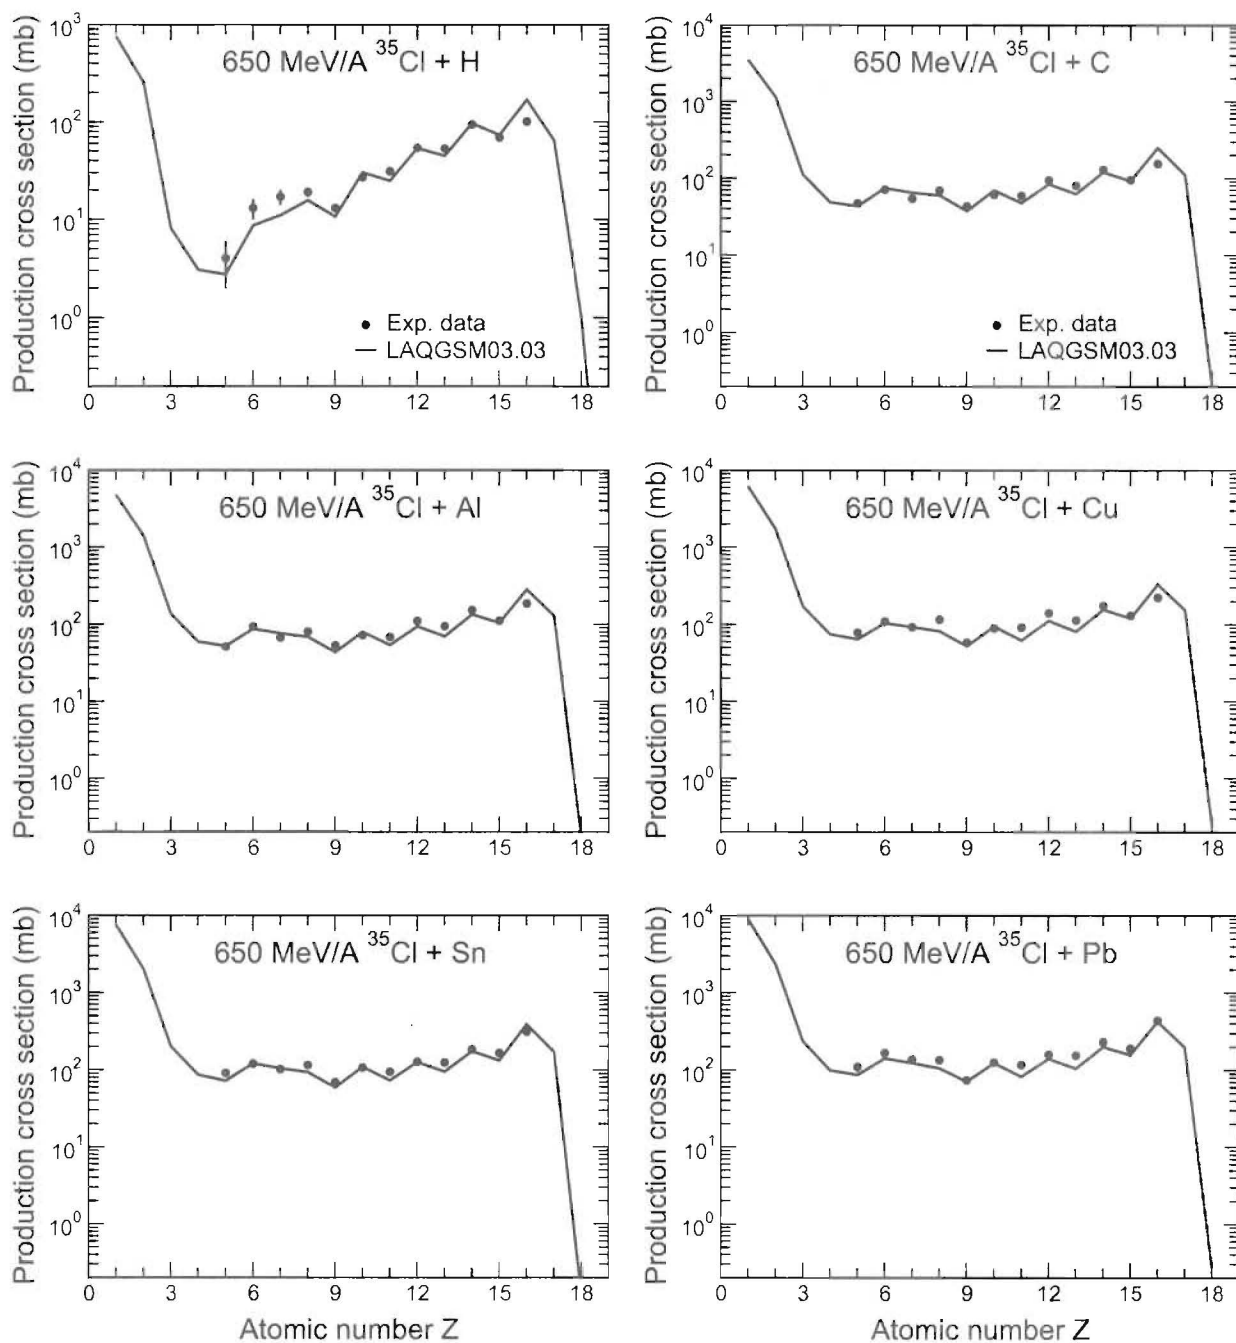 Production cross section (mb)
10³
10²
10¹
10⁰
650 MeV/A ³⁵Cl + H
Exp. data
LAQGSM03.03
0 3 6 9 12 15 18
Production cross section (mb)
10⁴
10³
10²
10¹
10⁰
650 MeV/A ³⁵Cl + C
Exp. data
LAQGSM03.03
0 3 6 9 12 15 18
Production cross section (mb)
10⁴
10³
10²
10¹
10⁰
650 MeV/A ³⁵Cl + Al
0 3 6 9 12 15 18
Production cross section (mb)
10⁴
10³
10²
10¹
10⁰
650 MeV/A ³⁵Cl + Cu
0 3 6 9 12 15 18
Production cross section (mb)
10⁴
10³
10²
10¹
10⁰
650 MeV/A ³⁵Cl + Sn
0 3 6 9 12 15 18
Atomic number Z
Production cross section (mb)
10⁴
10³
10²
10¹
10⁰
650 MeV/A ³⁵Cl + Pb
0 3 6 9 12 15 18
Atomic number Z